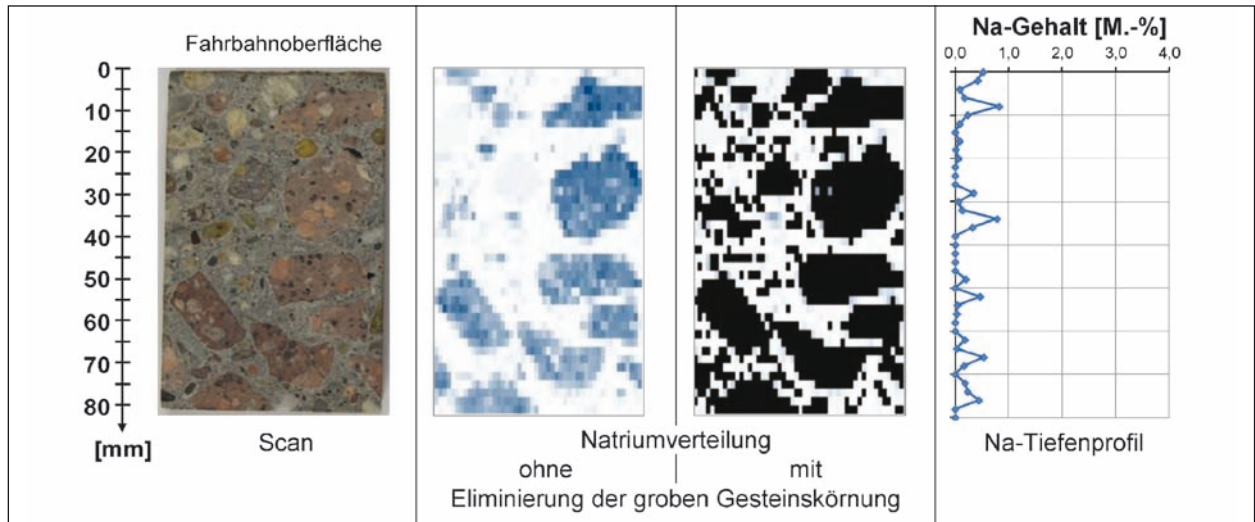 Fahrbahnoberfläche
0
10
20
30
40
50
60
70
80
[mm]
Scan
Natriumverteilung
ohne
mit
Eliminierung der groben Gesteinskörnung
Na-Gehalt [M.-%]
0,0 1,0 2,0 3,0 4,0
Na-Tiefenprofil